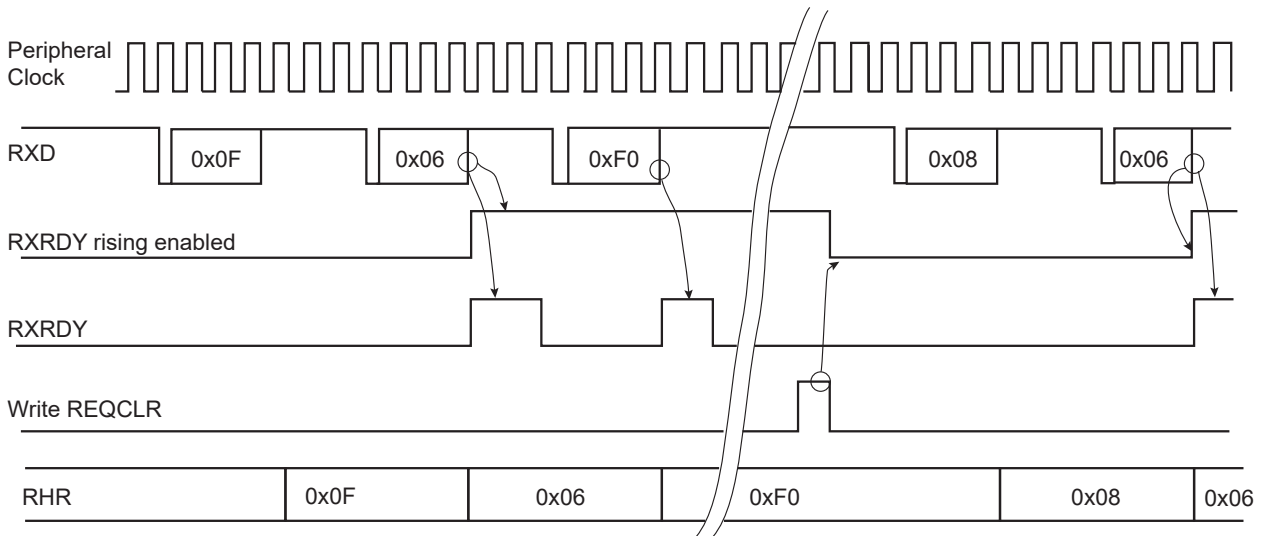 Peripheral
Clock
RXD
0x0F
0x06
0xF0
0x08
0x06
RXRDY rising enabled
RXRDY
Write REQCLR
RHR
0x0F
0x06
0xF0
0x08
0x06